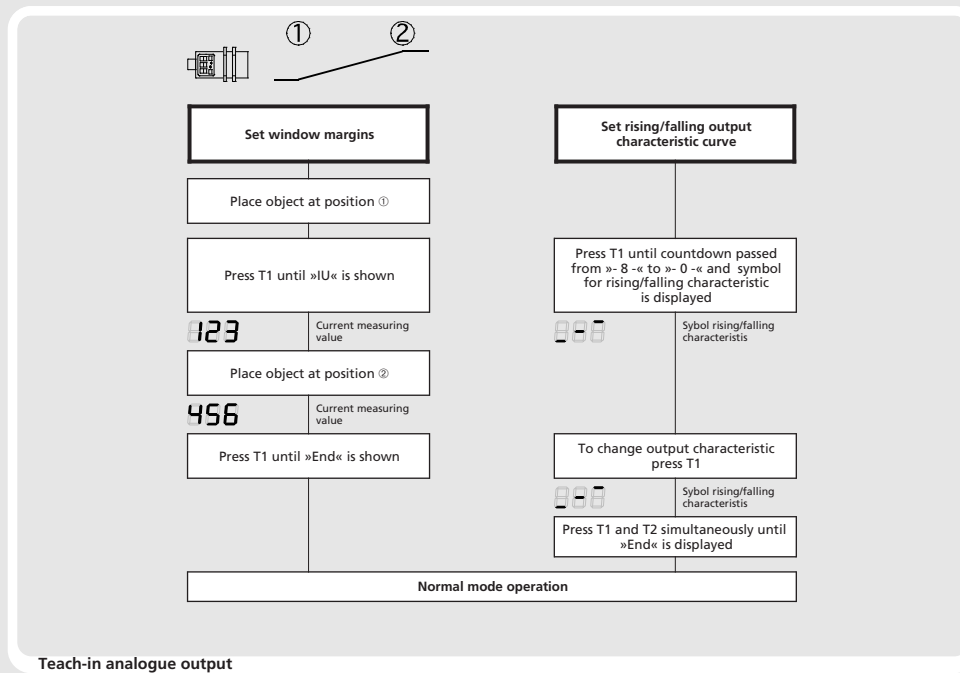 ① ②
Set window margins
Place object at position ①
Press T1 until »IU« is shown
123
Current measuring
value
Place object at position ②
456
Current measuring
value
Press T1 until »End« is shown
Set rising/falling output
characteristic curve
Press T1 until countdown passed
from »- 8 -« to »- 0 -« and symbol
for rising/falling characteristic
is displayed
Sybol rising/falling
characteristis
To change output characteristic
press T1
Sybol rising/falling
characteristis
Press T1 and T2 simultaneously until
»End« is displayed
Normal mode operation
Teach-in analogue output